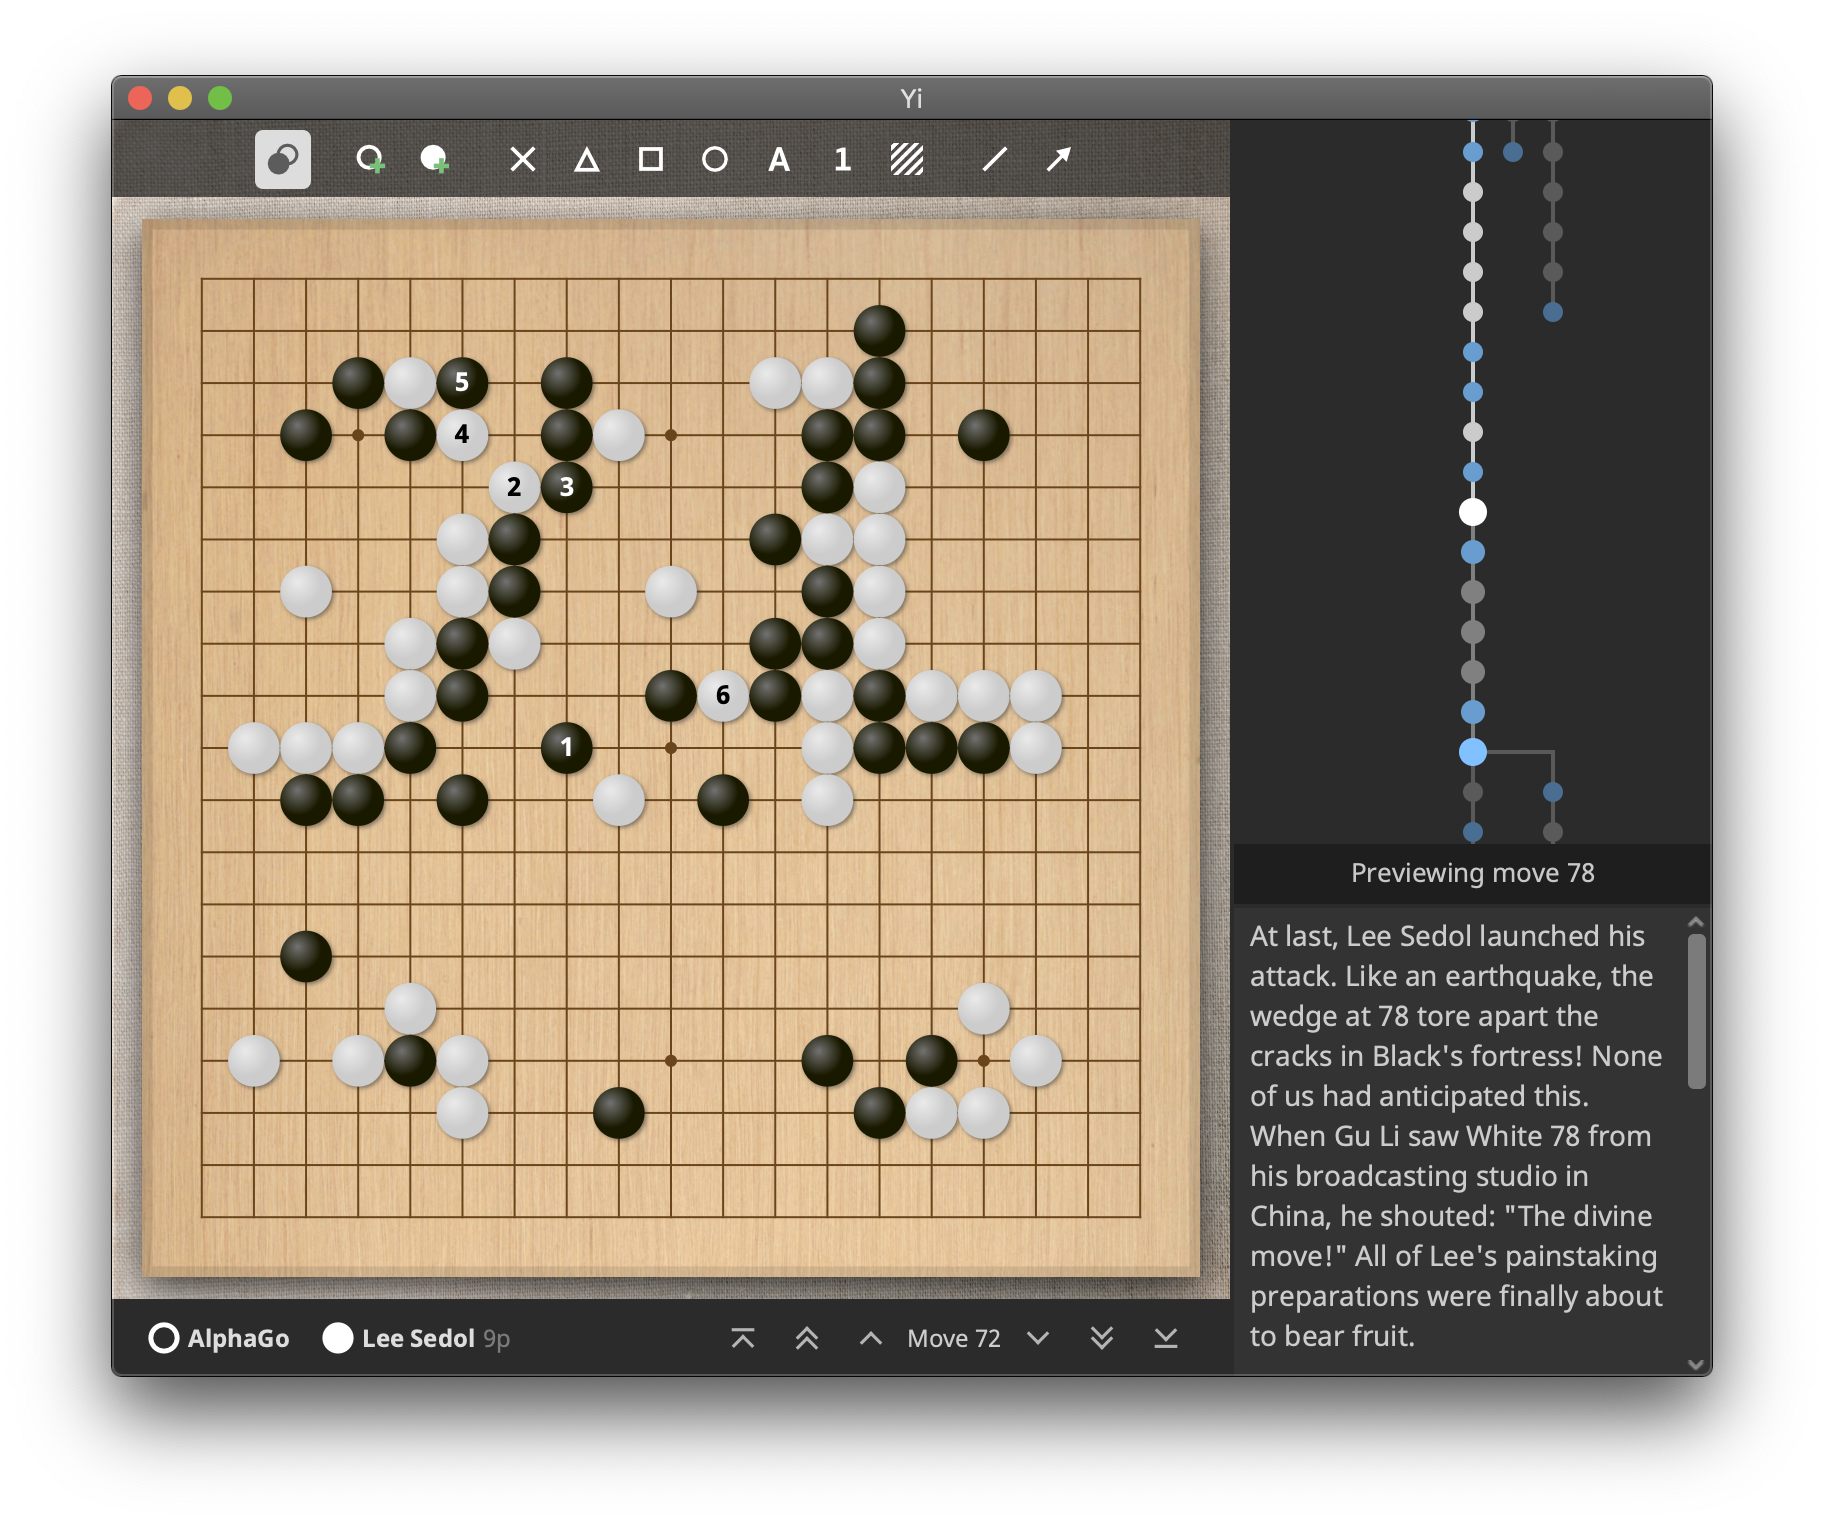 Yi
A 1
5
4
2 3
6
1
Previewing move 78
At last, Lee Sedol launched his
attack. Like an earthquake, the
wedge at 78 tore apart the
cracks in Black's fortress! None
of us had anticipated this.
When Gu Li saw White 78 from
his broadcasting studio in
China, he shouted: "The divine
move!" All of Lee's painstaking
preparations were finally about
to bear fruit.
AlphaGo Lee Sedol 9p Move 72